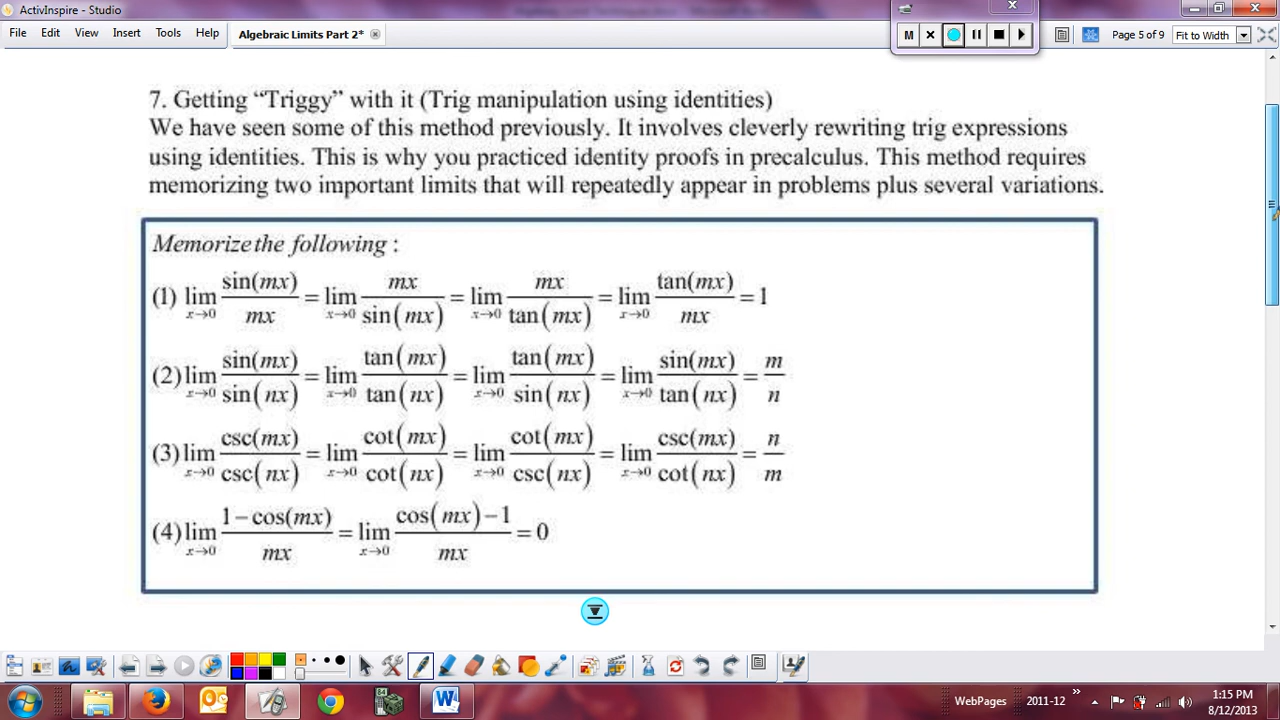 ActivInspire - Studio
File Edit View Insert Tools Help Algebraic Limits Part 2* Page 5 of 9 Fit to Width
7. Getting “Triggy” with it (Trig manipulation using identities)
We have seen some of this method previously. It involves cleverly rewriting trig expressions
using identities. This is why you practiced identity proofs in precalculus. This method requires
memorizing two important limits that will repeatedly appear in problems plus several variations.
Memorize the following :
(1) lim x→0 sin(mx)/mx = lim x→0 mx/sin(mx) = lim x→0 mx/tan(mx) = lim x→0 tan(mx)/mx = 1
(2) lim x→0 sin(mx)/sin(nx) = lim x→0 tan(mx)/tan(nx) = lim x→0 tan(mx)/sin(nx) = lim x→0 sin(mx)/tan(nx) = m/n
(3) lim x→0 csc(mx)/csc(nx) = lim x→0 cot(mx)/cot(nx) = lim x→0 cot(mx)/csc(nx) = lim x→0 csc(mx)/cot(nx) = n/m
(4) lim x→0 1−cos(mx)/mx = lim x→0 cos(mx)−1/mx = 0
WebPages 2011-12 » 1:15 PM
8/12/2013